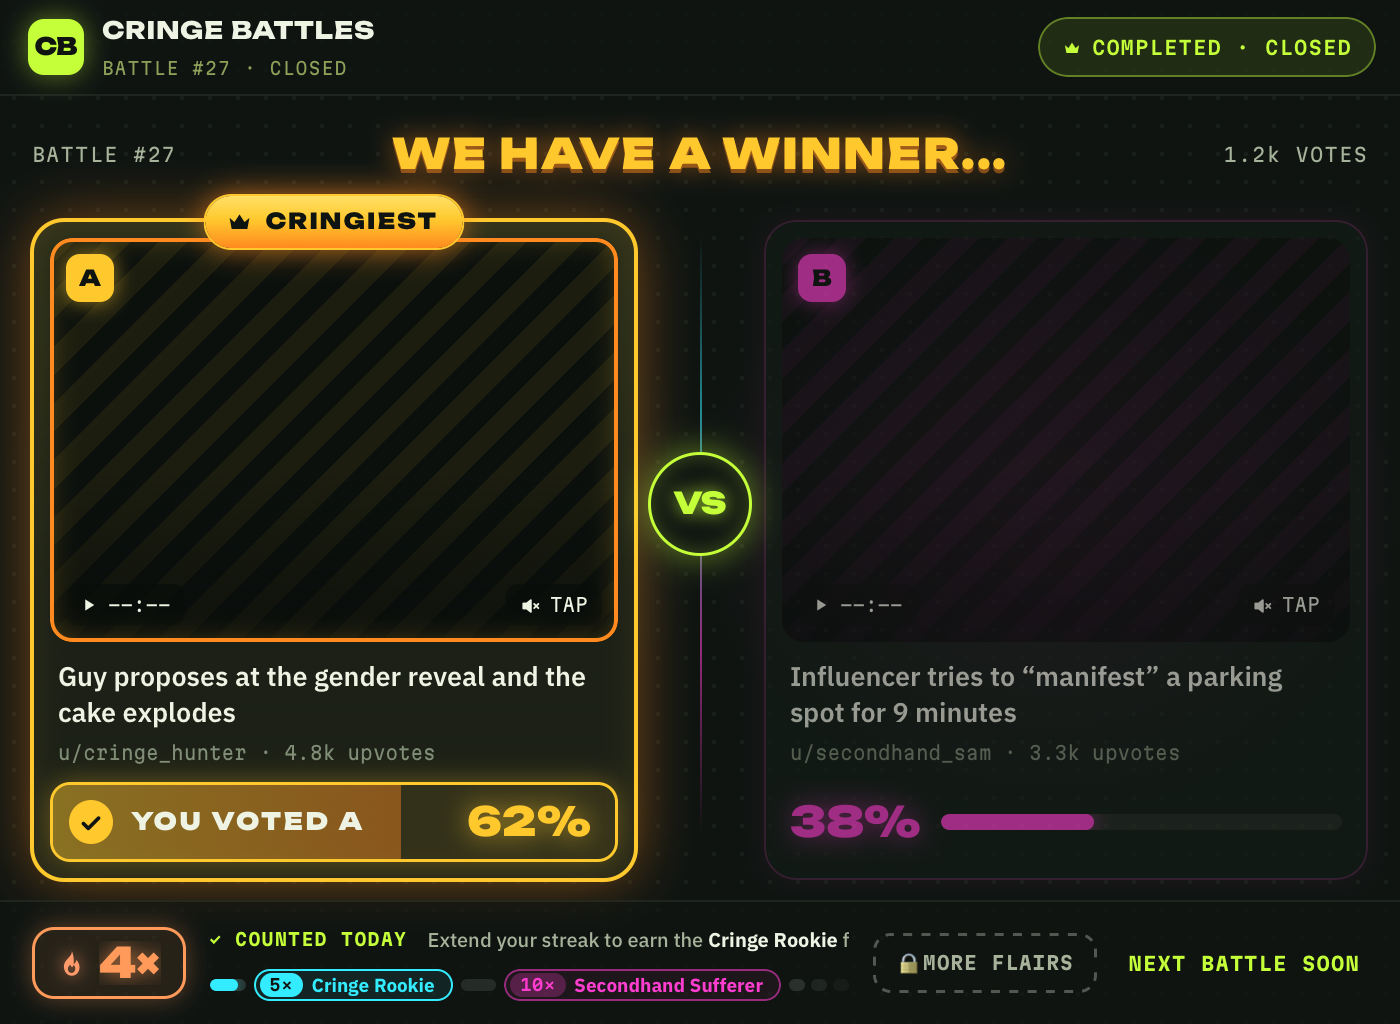 CB
CRINGE BATTLES
BATTLE #27 · CLOSED
COMPLETED · CLOSED
BATTLE #27
WE HAVE A WINNER...
1.2k VOTES
CRINGIEST
A
--:--
TAP
Guy proposes at the gender reveal and the
cake explodes
u/cringe_hunter · 4.8k upvotes
YOU VOTED A
62%
VS
B
--:--
TAP
Influencer tries to “manifest” a parking
spot for 9 minutes
u/secondhand_sam · 3.3k upvotes
38%
4×
COUNTED TODAY
Extend your streak to earn the Cringe Rookie f
5× Cringe Rookie
10× Secondhand Sufferer
MORE FLAIRS
NEXT BATTLE SOON